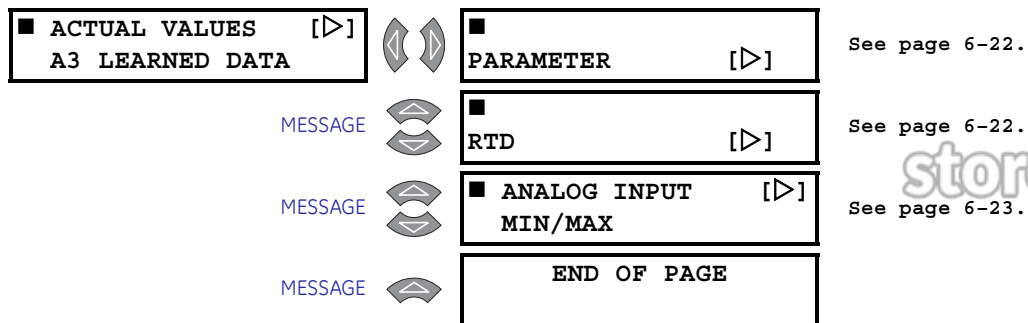 ■ ACTUAL VALUES [▷]
A3 LEARNED DATA
■
PARAMETER [▷]
See page 6-22.
MESSAGE
■
RTD [▷]
See page 6-22.
MESSAGE
■ ANALOG INPUT [▷]
MIN/MAX
See page 6-23.
MESSAGE
END OF PAGE